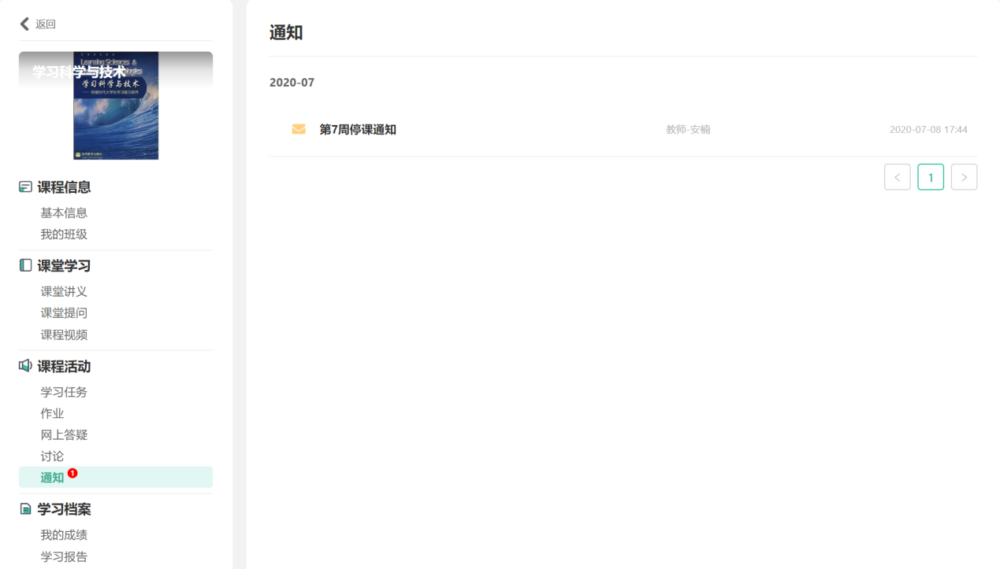 返回
学习科学与技术
Learning Sciences &
学习科学与技术
课程信息
基本信息
我的班级
课堂学习
课堂讲义
课堂提问
课程视频
课程活动
学习任务
作业
网上答疑
讨论
通知 1
学习档案
我的成绩
学习报告
通知
2020-07
第7周停课通知 教师-安楠 2020-07-08 17:44
< 1 >